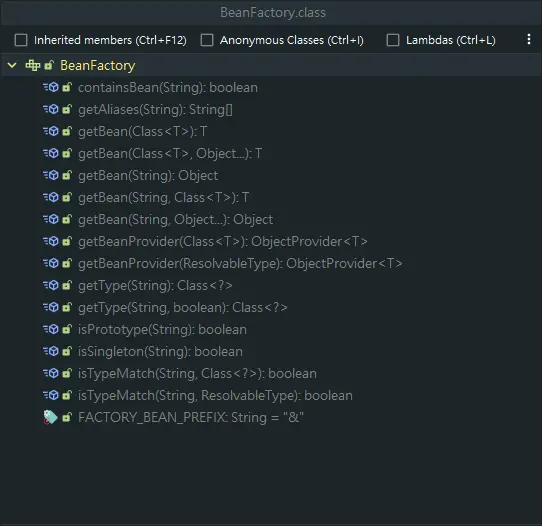 BeanFactory.class
Inherited members (Ctrl+F12) Anonymous Classes (Ctrl+I) Lambdas (Ctrl+L)
BeanFactory
containsBean(String): boolean
getAliases(String): String[]
getBean(Class<T>): T
getBean(Class<T>, Object...): T
getBean(String): Object
getBean(String, Class<T>): T
getBean(String, Object...): Object
getBeanProvider(Class<T>): ObjectProvider<T>
getBeanProvider(ResolvableType): ObjectProvider<T>
getType(String): Class<?>
getType(String, boolean): Class<?>
isPrototype(String): boolean
isSingleton(String): boolean
isTypeMatch(String, Class<?>): boolean
isTypeMatch(String, ResolvableType): boolean
FACTORY_BEAN_PREFIX: String = "&"